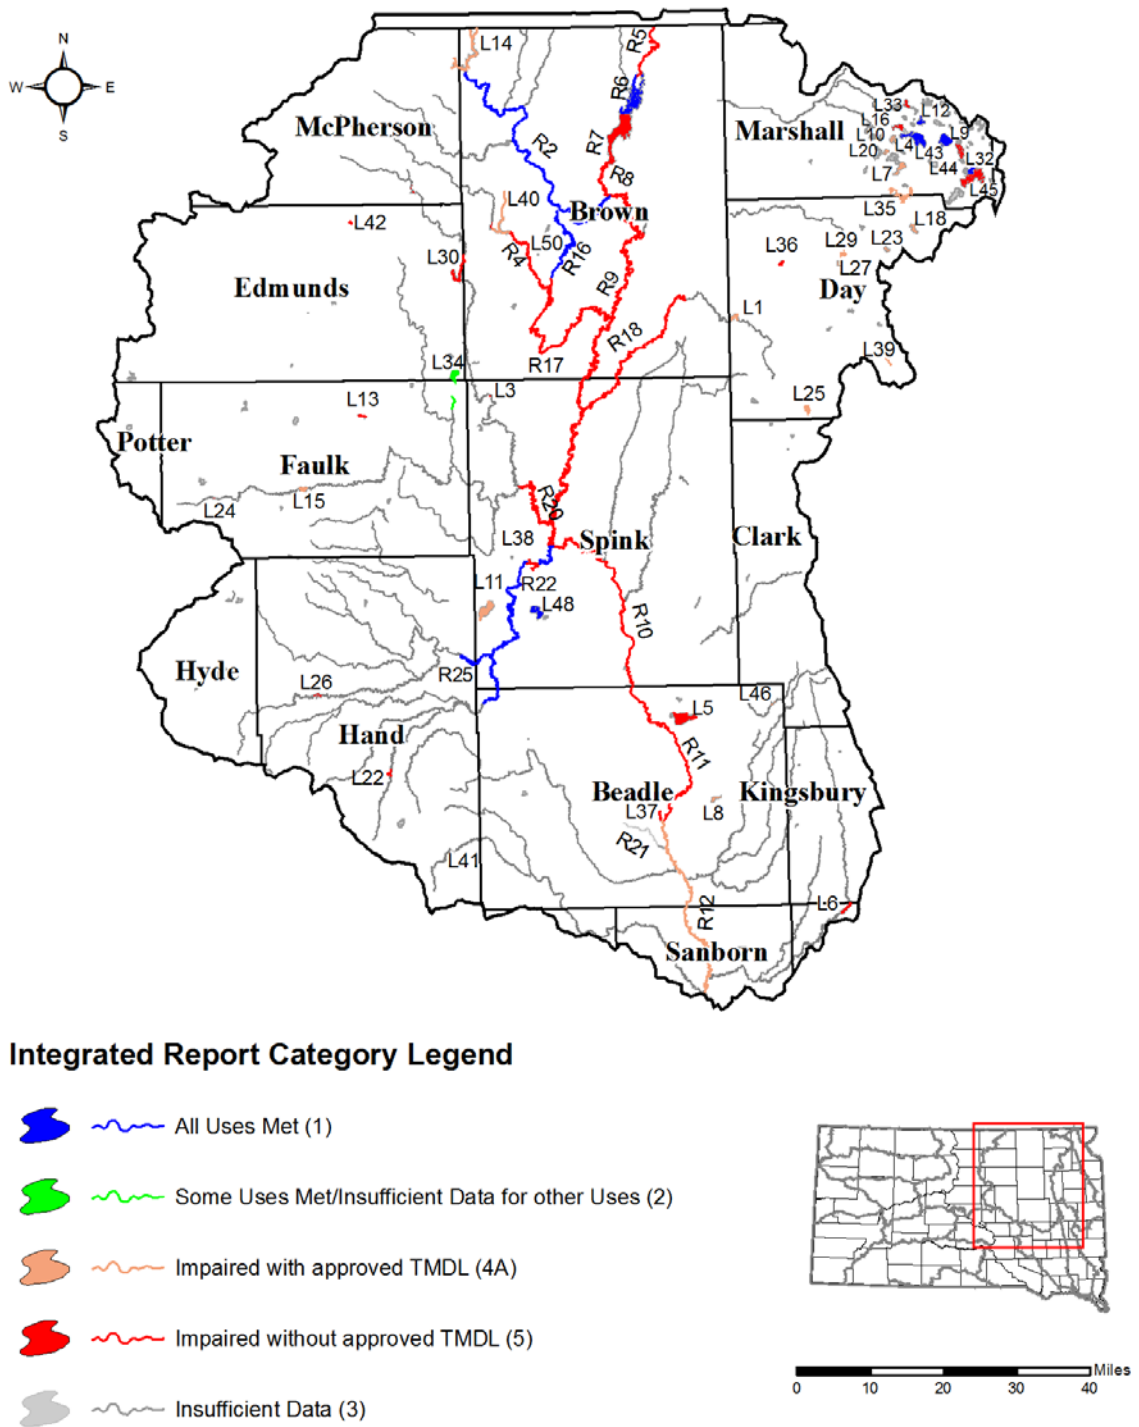 N
W
E
S
L14
R5
R6
McPherson
R2
R7
R8
Marshall
L33
L16
L12
L10
L9
L20
L4
L43
L7
L44
L32
L45
L40
Brown
L42
L50
R16
R4
L30
R9
L35
L18
L36
L29
L23
L27
Edmunds
Day
L1
R18
R17
L34
L39
L3
L13
L25
Potter
Faulk
L24
L15
R20
L38
Spink
Clark
L11
R22
L48
R10
Hyde
R25
L26
L46
L5
Hand
R11
L22
Beadle
Kingsbury
L37
L8
R21
L41
R12
L6
Sanborn
Integrated Report Category Legend
All Uses Met (1)
Some Uses Met/Insufficient Data for other Uses (2)
Impaired with approved TMDL (4A)
Impaired without approved TMDL (5)
Insufficient Data (3)
Miles
0 10 20 30 40